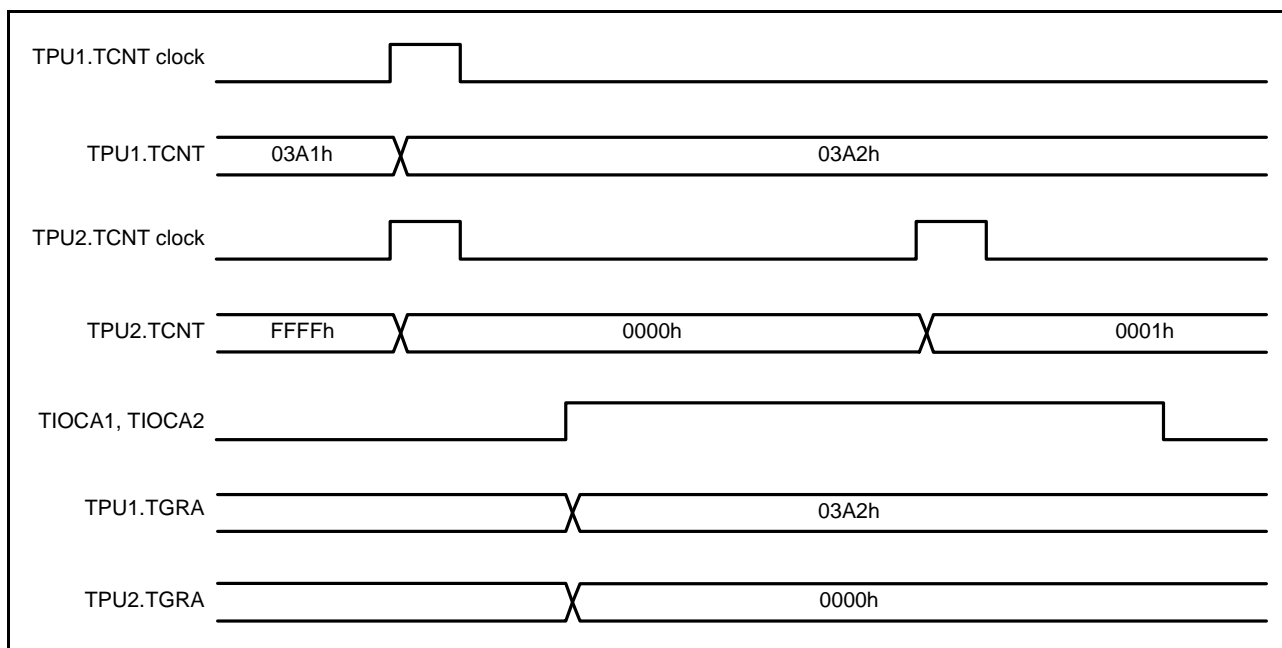 TPU1.TCNT clock
TPU1.TCNT 03A1h 03A2h
TPU2.TCNT clock
TPU2.TCNT FFFFh 0000h 0001h
TIOCA1, TIOCA2
TPU1.TGRA 03A2h
TPU2.TGRA 0000h